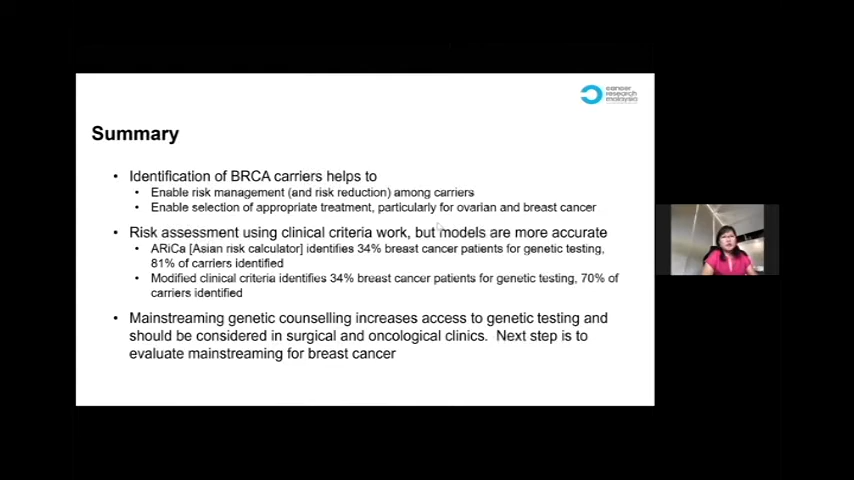 cancer
research
malaysia
Summary
• Identification of BRCA carriers helps to
• Enable risk management (and risk reduction) among carriers
• Enable selection of appropriate treatment, particularly for ovarian and breast cancer
• Risk assessment using clinical criteria work, but models are more accurate
• ARiCa [Asian risk calculator] identifies 34% breast cancer patients for genetic testing,
81% of carriers identified
• Modified clinical criteria identifies 34% breast cancer patients for genetic testing, 70% of
carriers identified
• Mainstreaming genetic counselling increases access to genetic testing and
should be considered in surgical and oncological clinics. Next step is to
evaluate mainstreaming for breast cancer